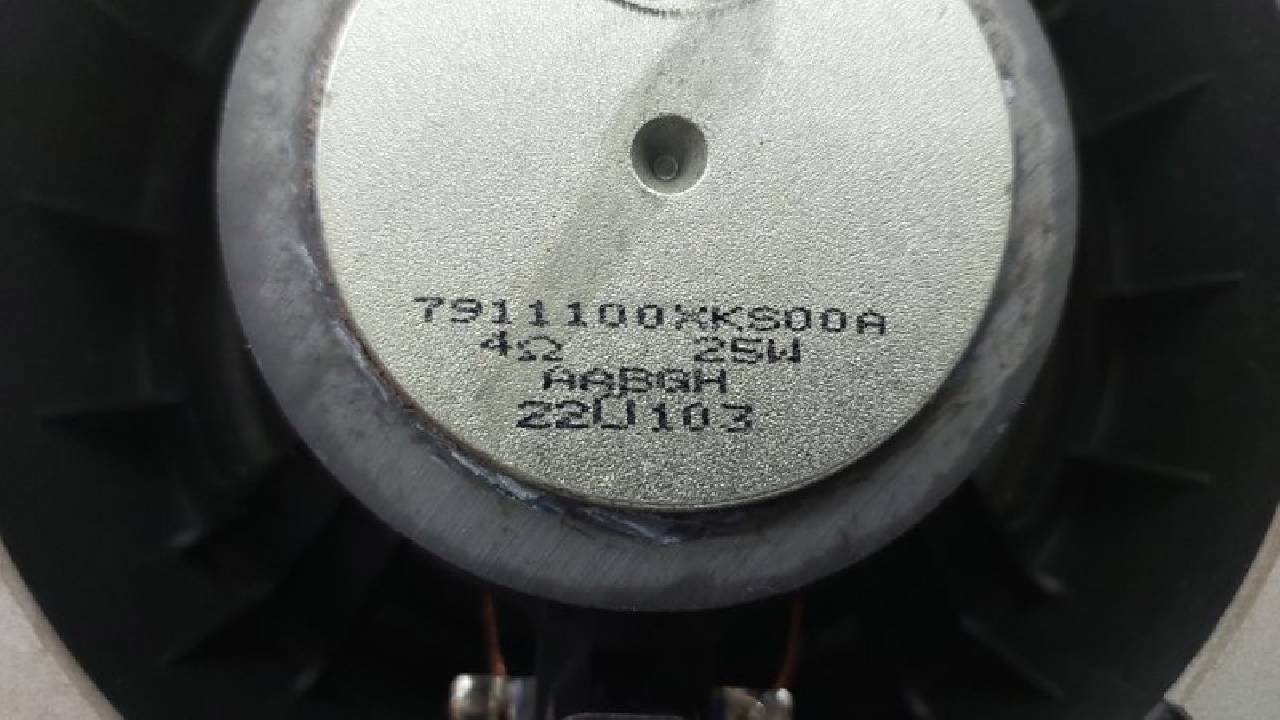 7911100XKS00A
4Ω 25W
AABGH
22U103